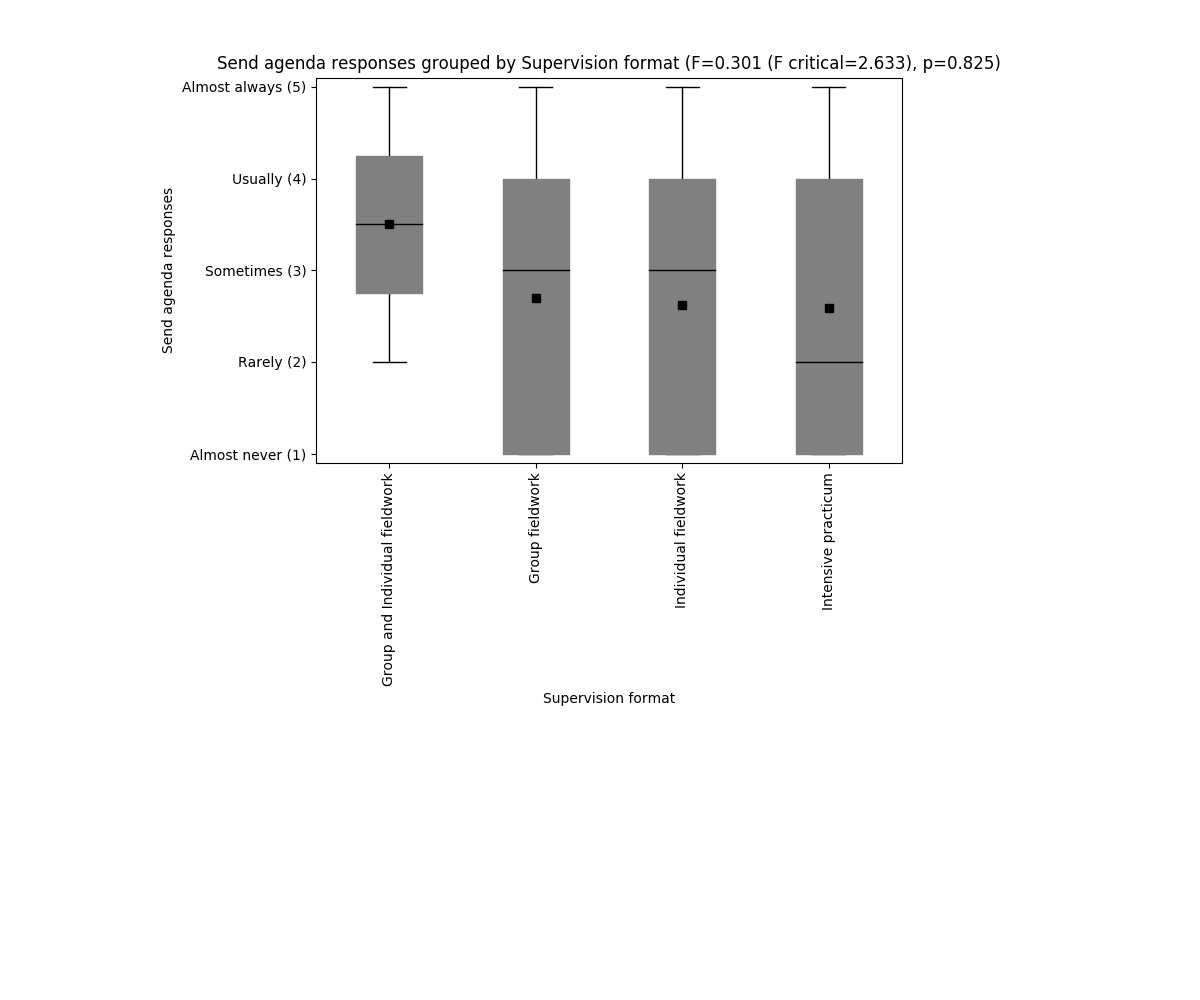 Send agenda responses grouped by Supervision format (F=0.301 (F critical=2.633), p=0.825)
Almost always (5)
Usually (4)
Sometimes (3)
Rarely (2)
Almost never (1)
Send agenda responses
Group and Individual fieldwork
Group fieldwork
Individual fieldwork
Intensive practicum
Supervision format